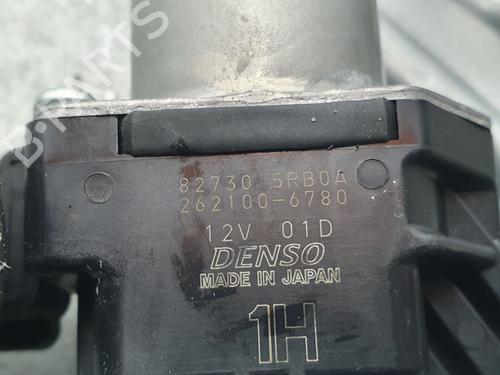 B-PARTS
82730 5RB0A
262100-6780
12V 01D
DENSO
MADE IN JAPAN
1H